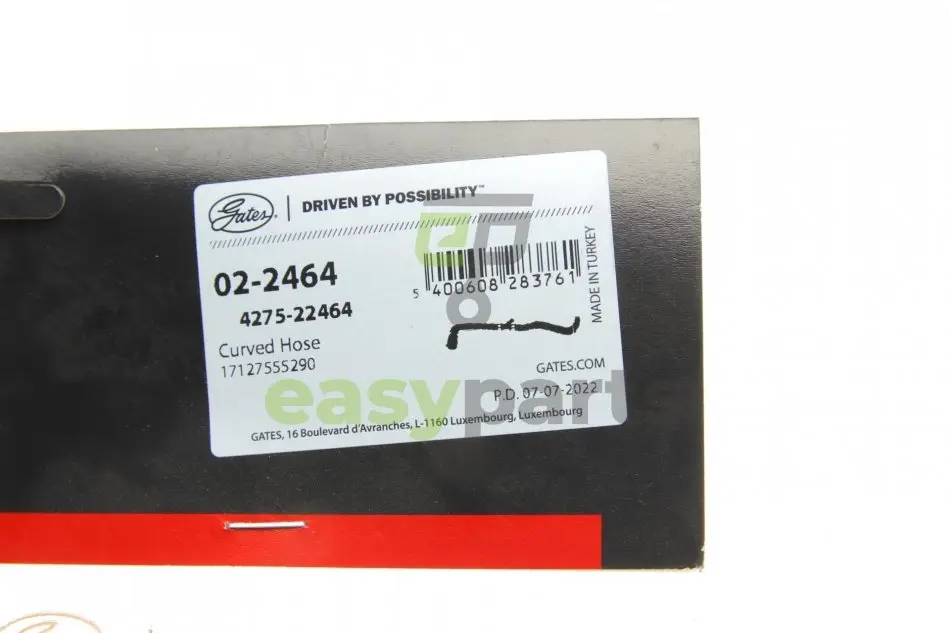 Gates
DRIVEN BY POSSIBILITY™
02-2464
4275-22464
5 400608 283761
MADE IN TURKEY
Curved Hose
17127555290
GATES.COM
P.D. 07-07-2022
GATES, 16 Boulevard d'Avranches, L-1160 Luxembourg, Luxembourg
easyparts